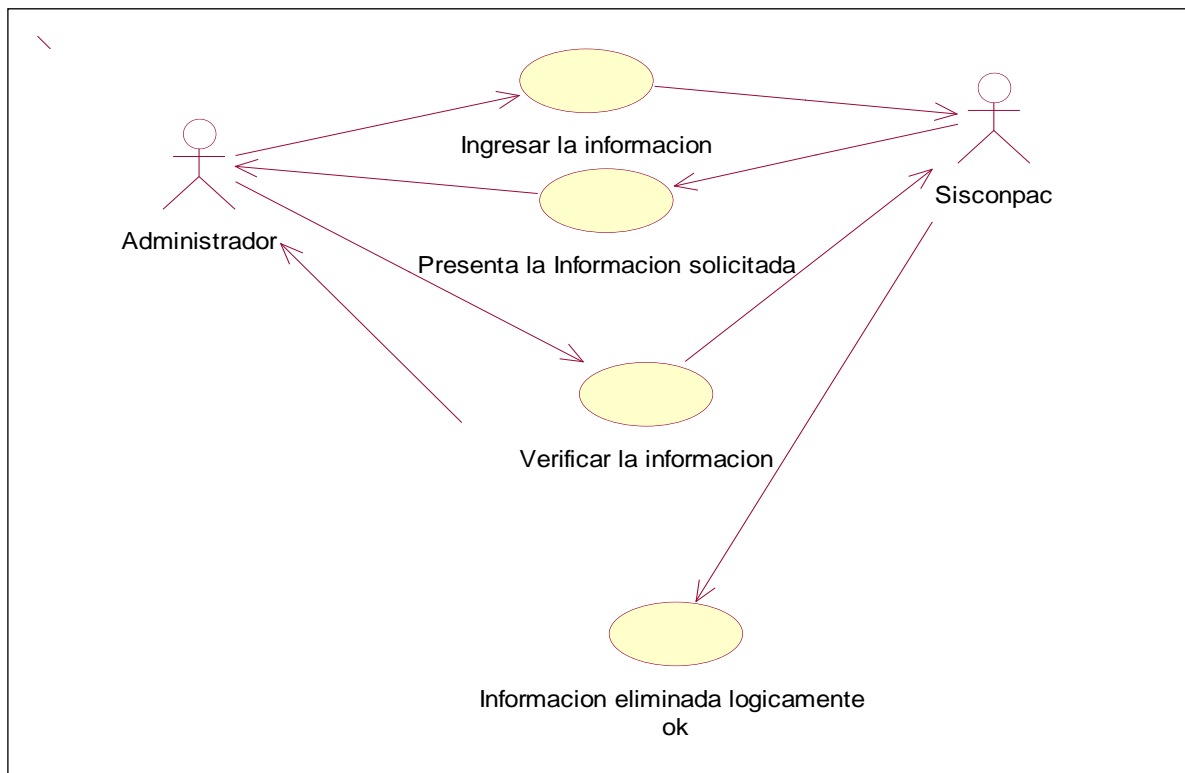 Ingresar la informacion
Sisconpac
Administrador
Presenta la Informacion solicitada
Verificar la informacion
Informacion eliminada logicamente
ok